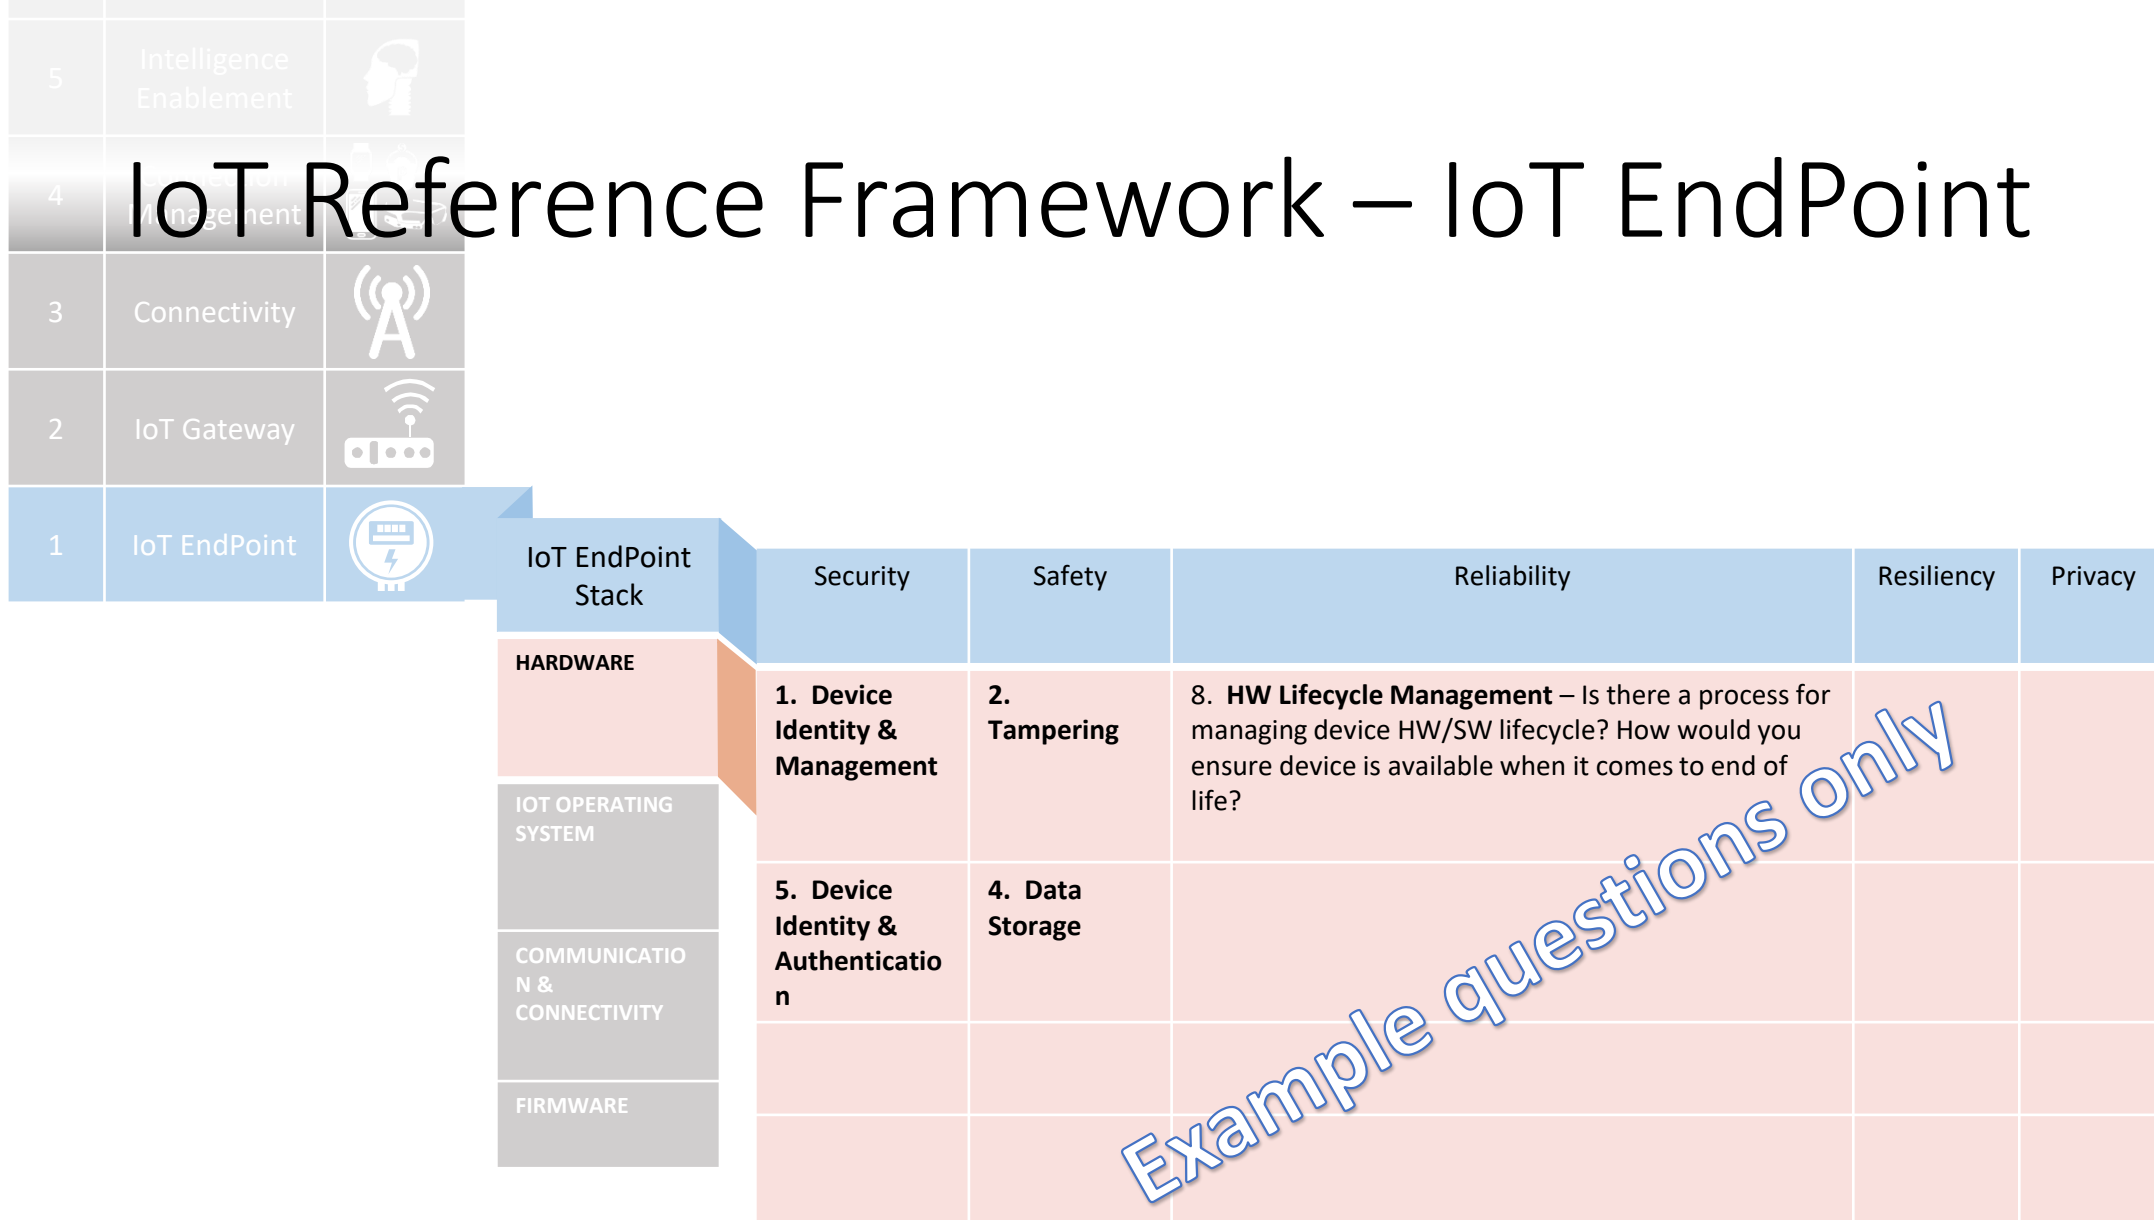 IoT Reference Framework – IoT EndPoint
5
Intelligence
Enablement
4
Connection
Management
3
Connectivity
2
IoT Gateway
1
IoT EndPoint
IoT EndPoint
Stack
Security
Safety
Reliability
Resiliency
Privacy
HARDWARE
1. Device
Identity &
Management
2.
Tampering
8. HW Lifecycle Management – Is there a process for
managing device HW/SW lifecycle? How would you
ensure device is available when it comes to end of
life?
IOT OPERATING
SYSTEM
5. Device
Identity &
Authenticatio
n
4. Data
Storage
COMMUNICATIO
N &
CONNECTIVITY
FIRMWARE
Example questions only